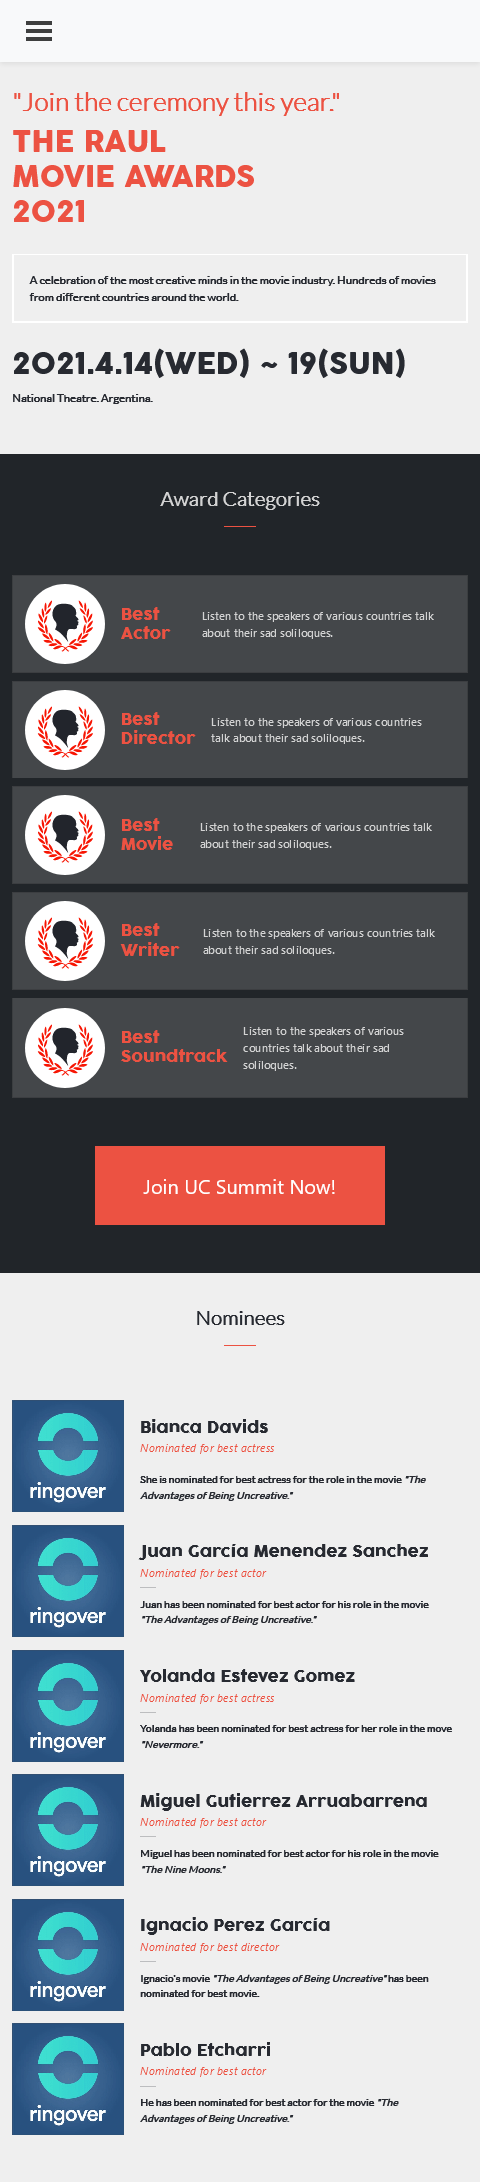 "Join the ceremony this year."
THE RAUL
MOVIE AWARDS
2021
A celebration of the most creative minds in the movie industry. Hundreds of movies
from different countries around the world.
2021.4.14(WED) ~ 19(SUN)
National Theatre. Argentina.
Award Categories
Best
Actor
Listen to the speakers of various countries talk
about their sad soliloques.
Best
Director
Listen to the speakers of various countries
talk about their sad soliloques.
Best
Movie
Listen to the speakers of various countries talk
about their sad soliloques.
Best
Writer
Listen to the speakers of various countries talk
about their sad soliloques.
Best
Soundtrack
Listen to the speakers of various
countries talk about their sad
soliloques.
Join UC Summit Now!
Nominees
ringover
Bianca Davids
Nominated for best actress
She is nominated for best actress for the role in the movie "The
Advantages of Being Uncreative."
ringover
Juan García Menendez Sanchez
Nominated for best actor
Juan has been nominated for best actor for his role in the movie
"The Advantages of Being Uncreative."
ringover
Yolanda Estevez Gomez
Nominated for best actress
Yolanda has been nominated for best actress for her role in the move
"Nevermore."
ringover
Miguel Gutierrez Arruabarrena
Nominated for best actor
Miguel has been nominated for best actor for his role in the movie
"The Nine Moons."
ringover
Ignacio Perez García
Nominated for best director
Ignacio's movie "The Advantages of Being Uncreative" has been
nominated for best movie.
ringover
Pablo Etcharri
Nominated for best actor
He has been nominated for best actor for the movie "The
Advantages of Being Uncreative."